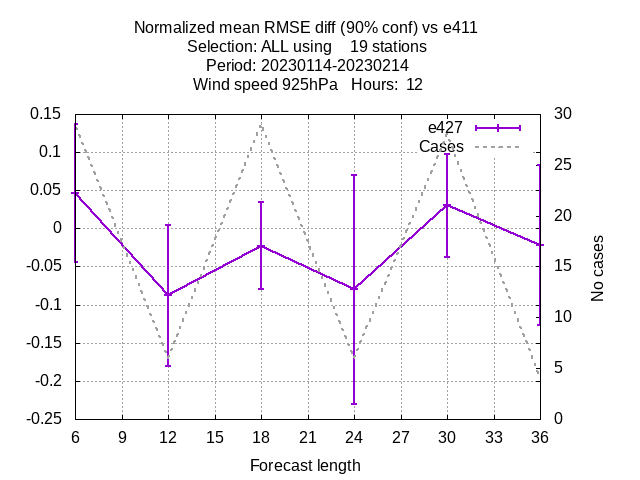 Normalized mean RMSE diff (90% conf) vs e411
Selection: ALL using    19 stations
Period: 20230114-20230214
Wind speed 925hPa   Hours:  12
0.15
0.1
0.05
0
-0.05
-0.1
-0.15
-0.2
-0.25
e427
Cases
30
25
20
15
10
5
0
No cases
6 9 12 15 18 21 24 27 30 33 36
Forecast length